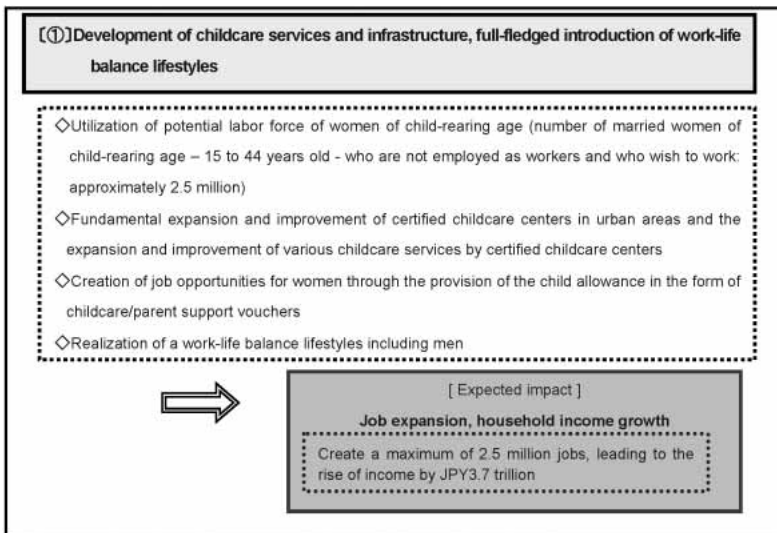 [①]Development of childcare services and infrastructure, full-fledged introduction of work-life
balance lifestyles
◇Utilization of potential labor force of women of child-rearing age (number of married women of
child-rearing age – 15 to 44 years old - who are not employed as workers and who wish to work:
approximately 2.5 million)
◇Fundamental expansion and improvement of certified childcare centers in urban areas and the
expansion and improvement of various childcare services by certified childcare centers
◇Creation of job opportunities for women through the provision of the child allowance in the form of
childcare/parent support vouchers
◇Realization of a work-life balance lifestyles including men
[ Expected impact ]
Job expansion, household income growth
Create a maximum of 2.5 million jobs, leading to the
rise of income by JPY3.7 trillion